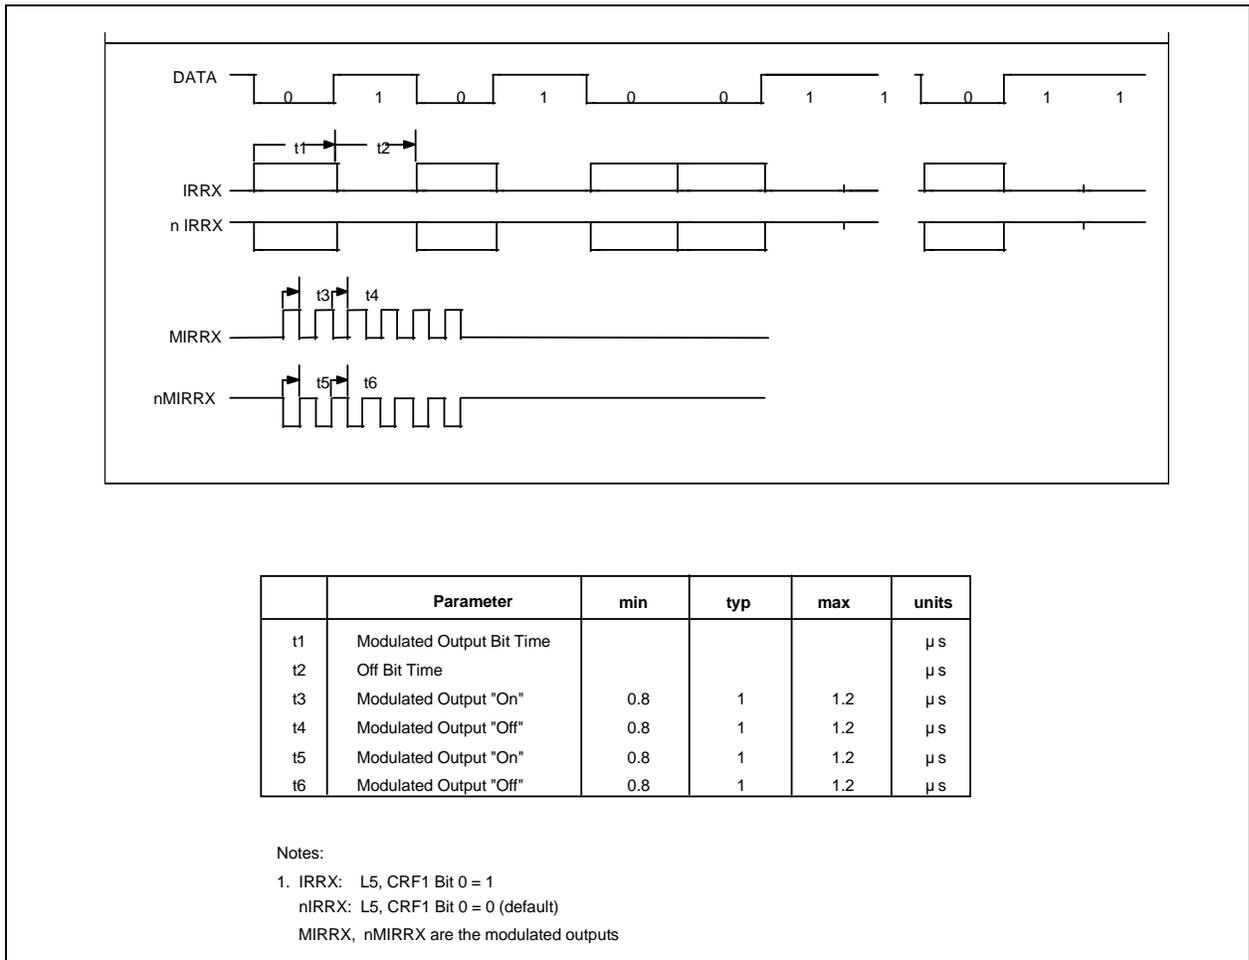 DATA 0 1 0 1 0 0 1 1 0 1 1
t1 t2
IRRX
n IRRX
t3 t4
MIRRX
t5 t6
nMIRRX
Parameter min typ max units
t1 Modulated Output Bit Time µ s
t2 Off Bit Time µ s
t3 Modulated Output "On" 0.8 1 1.2 µ s
t4 Modulated Output "Off" 0.8 1 1.2 µ s
t5 Modulated Output "On" 0.8 1 1.2 µ s
t6 Modulated Output "Off" 0.8 1 1.2 µ s
Notes:
1. IRRX: L5, CRF1 Bit 0 = 1
nIRRX: L5, CRF1 Bit 0 = 0 (default)
MIRRX, nMIRRX are the modulated outputs